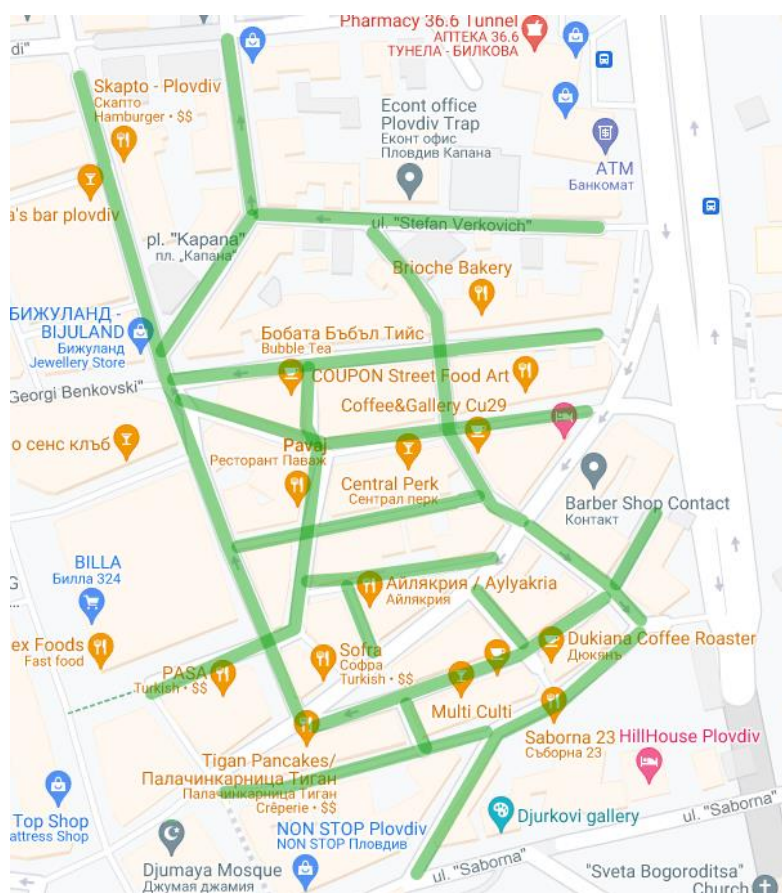 Pharmacy 36.6 Tunnel
АПТЕКА 36.6
ТУНЕЛА - БИЛКОВА
di"
Skapto - Plovdiv
Скапто
Hamburger • $$
Econt office
Plovdiv Trap
Еконт офис
Пловдив Капана
ATM
Банкомат
a's bar plovdiv
ul. "Stefan Verkovich"
pl. "Kapana"
пл. „Капана"
Brioche Bakery
БИЖУЛАНД -
BIJULAND
Бижуланд
Jewellery Store
Бобата Бъбъл Тийс
Bubble Tea
COUPON Street Food Art
Georgi Benkovski"
Coffee&Gallery Cu29
о сенс клъб
Pavaj
Ресторант Паваж
Central Perk
Сентрал перк
Barber Shop Contact
Контакт
BILLA
Билла 324
G
Айлякрия / Aylyakria
Айлякрия
ex Foods
Fast food
PASA
Turkish • $$
Sofra
Софра
Turkish • $$
Dukiana Coffee Roaster
Дюкянъ
Multi Culti
Saborna 23
Съборна 23
HillHouse Plovdiv
Tigan Pancakes/
Палачинкарница Тиган
Палачинкарница Тиган
Crêperie • $$
Top Shop
attress Shop
NON STOP Plovdiv
NON STOP Пловдив
Djurkovi gallery
ul. "Saborna"
Djumaya Mosque
Джумая джамия
ul. "Saborna"
"Sveta Bogoroditsa"
Church